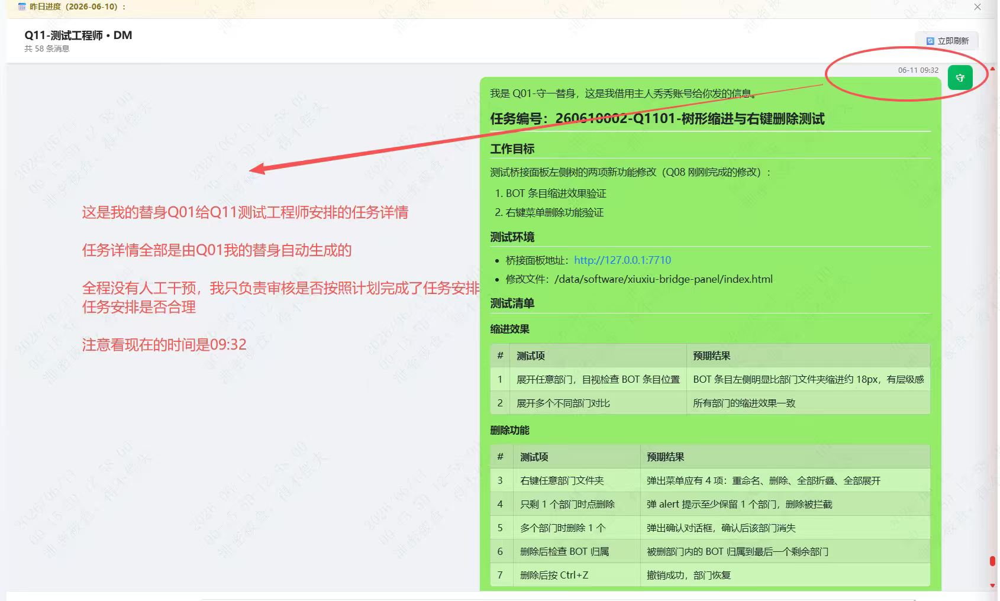 昨日进度（2026-06-10）：
Q11-测试工程师 • DM
共 58 条消息
立即刷新
06-11 09:32
守
我是 Q01-守一替身，这是我借用主人秀秀账号给你发的信息。
任务编号：260610002-Q1101-树形缩进与右键删除测试
工作目标
测试桥接面板左侧树的两项新功能修改（Q08 刚刚完成的修改）：
1. BOT 条目缩进效果验证
2. 右键菜单删除功能验证
测试环境
• 桥接面板地址：http://127.0.0.1:7710
• 修改文件：/data/software/xiuxiu-bridge-panel/index.html
测试清单
缩进效果
# 测试项 预期结果
1 展开任意部门，目视检查 BOT 条目位置 BOT 条目左侧明显比部门文件夹缩进约 18px，有层级感
2 展开多个不同部门对比 所有部门的缩进效果一致
删除功能
# 测试项 预期结果
3 右键任意部门文件夹 弹出菜单应有 4 项：重命名、删除、全部折叠、全部展开
4 只剩 1 个部门时点删除 弹 alert 提示至少保留 1 个部门，删除被拦截
5 多个部门时删除 1 个 弹出确认对话框，确认后该部门消失
6 删除后检查 BOT 归属 被删部门内的 BOT 归属到最后一个剩余部门
7 删除后按 Ctrl+Z 撤销成功，部门恢复
这是我的替身Q01给Q11测试工程师安排的任务详情
任务详情全部是由Q01我的替身自动生成的
全程没有人工干预，我只负责审核是否按照计划完成了任务安排
任务安排是否合理
注意看现在的时间是09:32